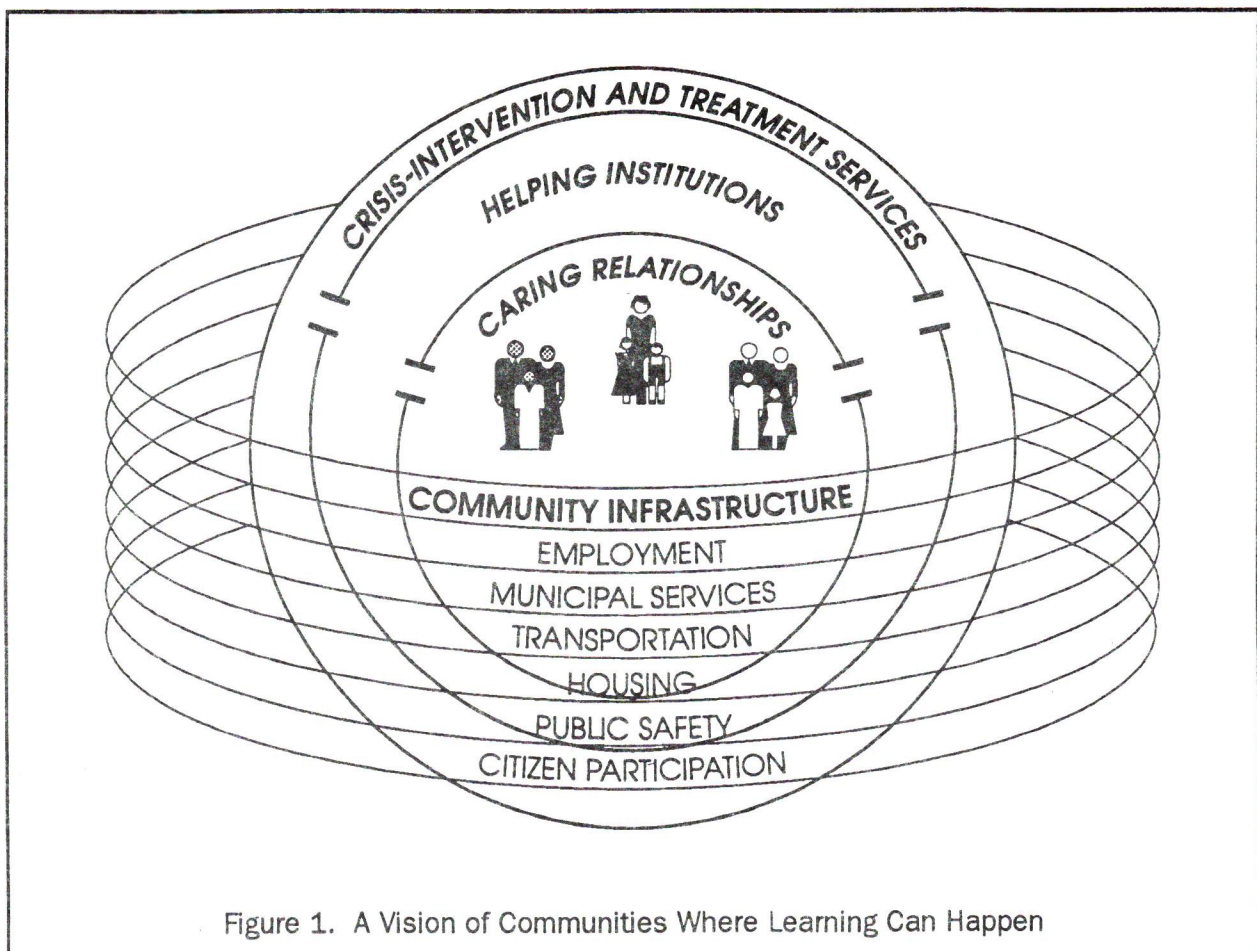 CRISIS-INTERVENTION AND TREATMENT SERVICES
HELPING INSTITUTIONS
CARING RELATIONSHIPS
COMMUNITY INFRASTRUCTURE
EMPLOYMENT
MUNICIPAL SERVICES
TRANSPORTATION
HOUSING
PUBLIC SAFETY
CITIZEN PARTICIPATION
Figure 1. A Vision of Communities Where Learning Can Happen